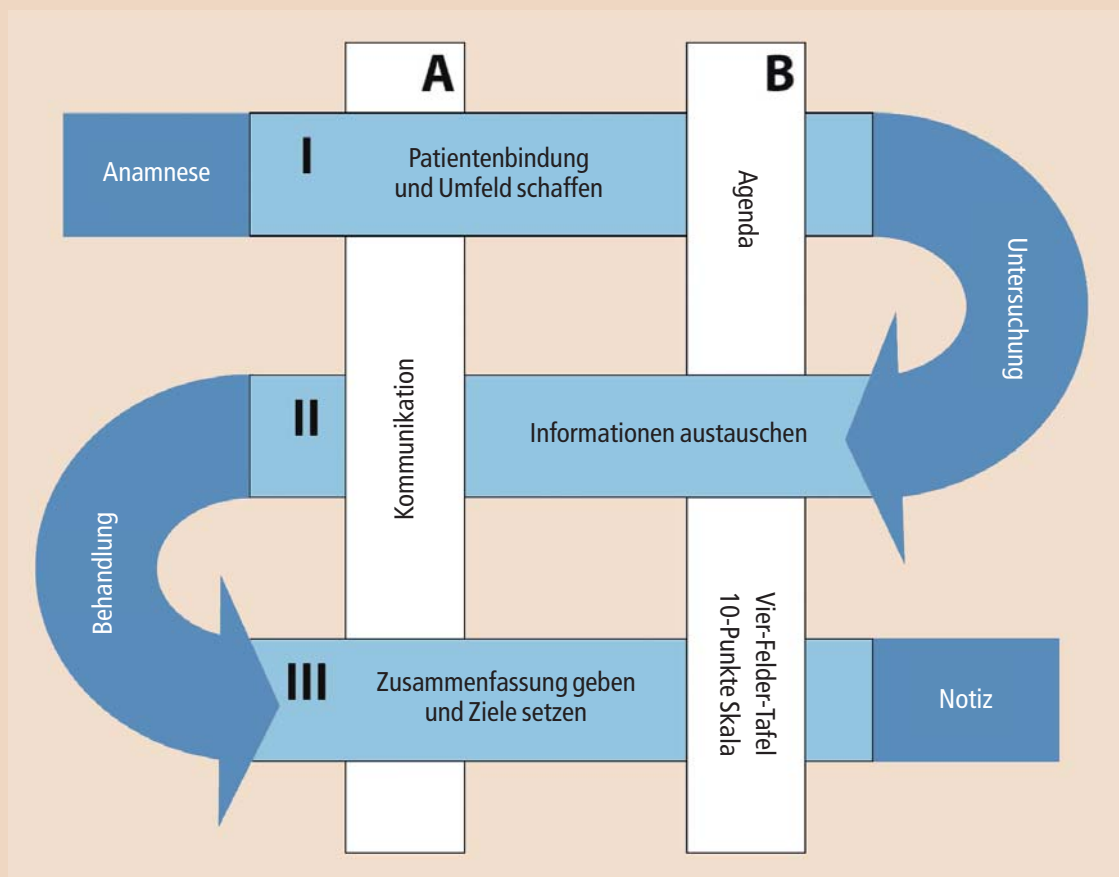 A
B
Anamnese
I
Patientenbindung
und Umfeld schaffen
Agenda
Untersuchung
II
Kommunikation
Informationen austauschen
Behandlung
III
Zusammenfassung geben
und Ziele setzen
Vier-Felder-Tafel
10-Punkte Skala
Notiz